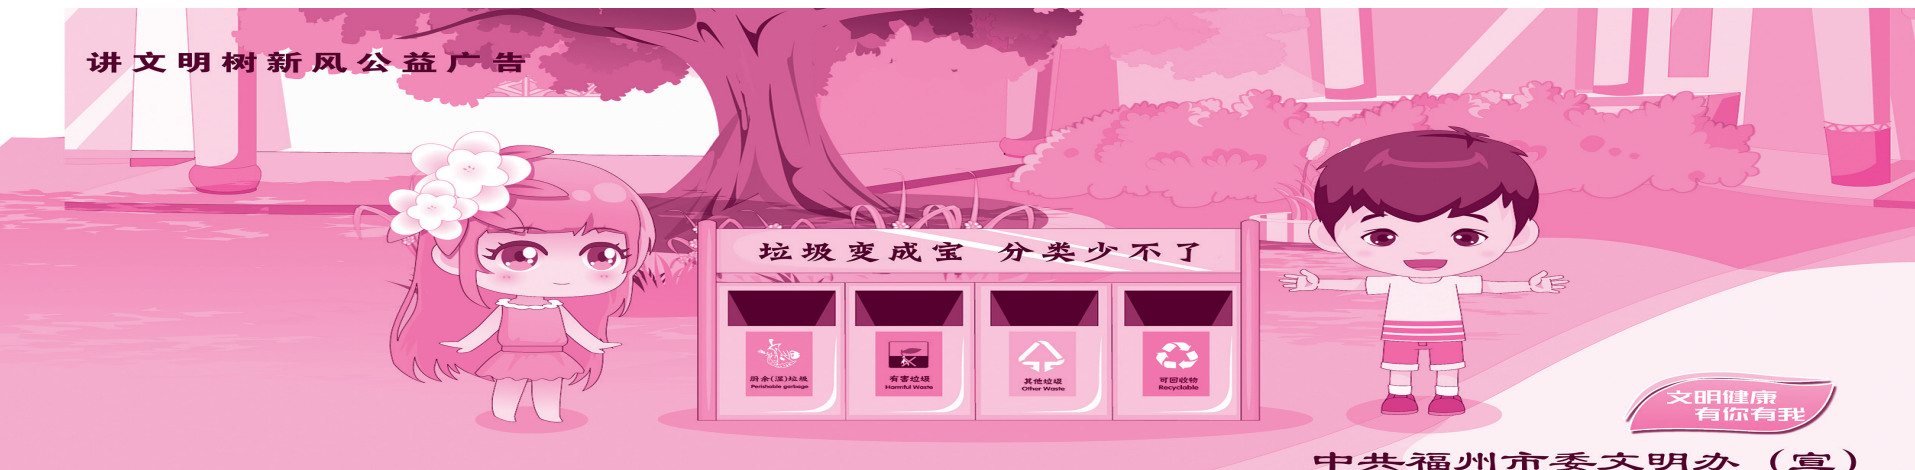 讲文明树新风公益广告
垃圾变成宝 分类少不了
厨余(湿)垃圾
Perishable garbage
有害垃圾
Harmful Waste
其他垃圾
Other Waste
可回收物
Recyclable
文明健康
有你有我
中共福州市委文明办（宣）